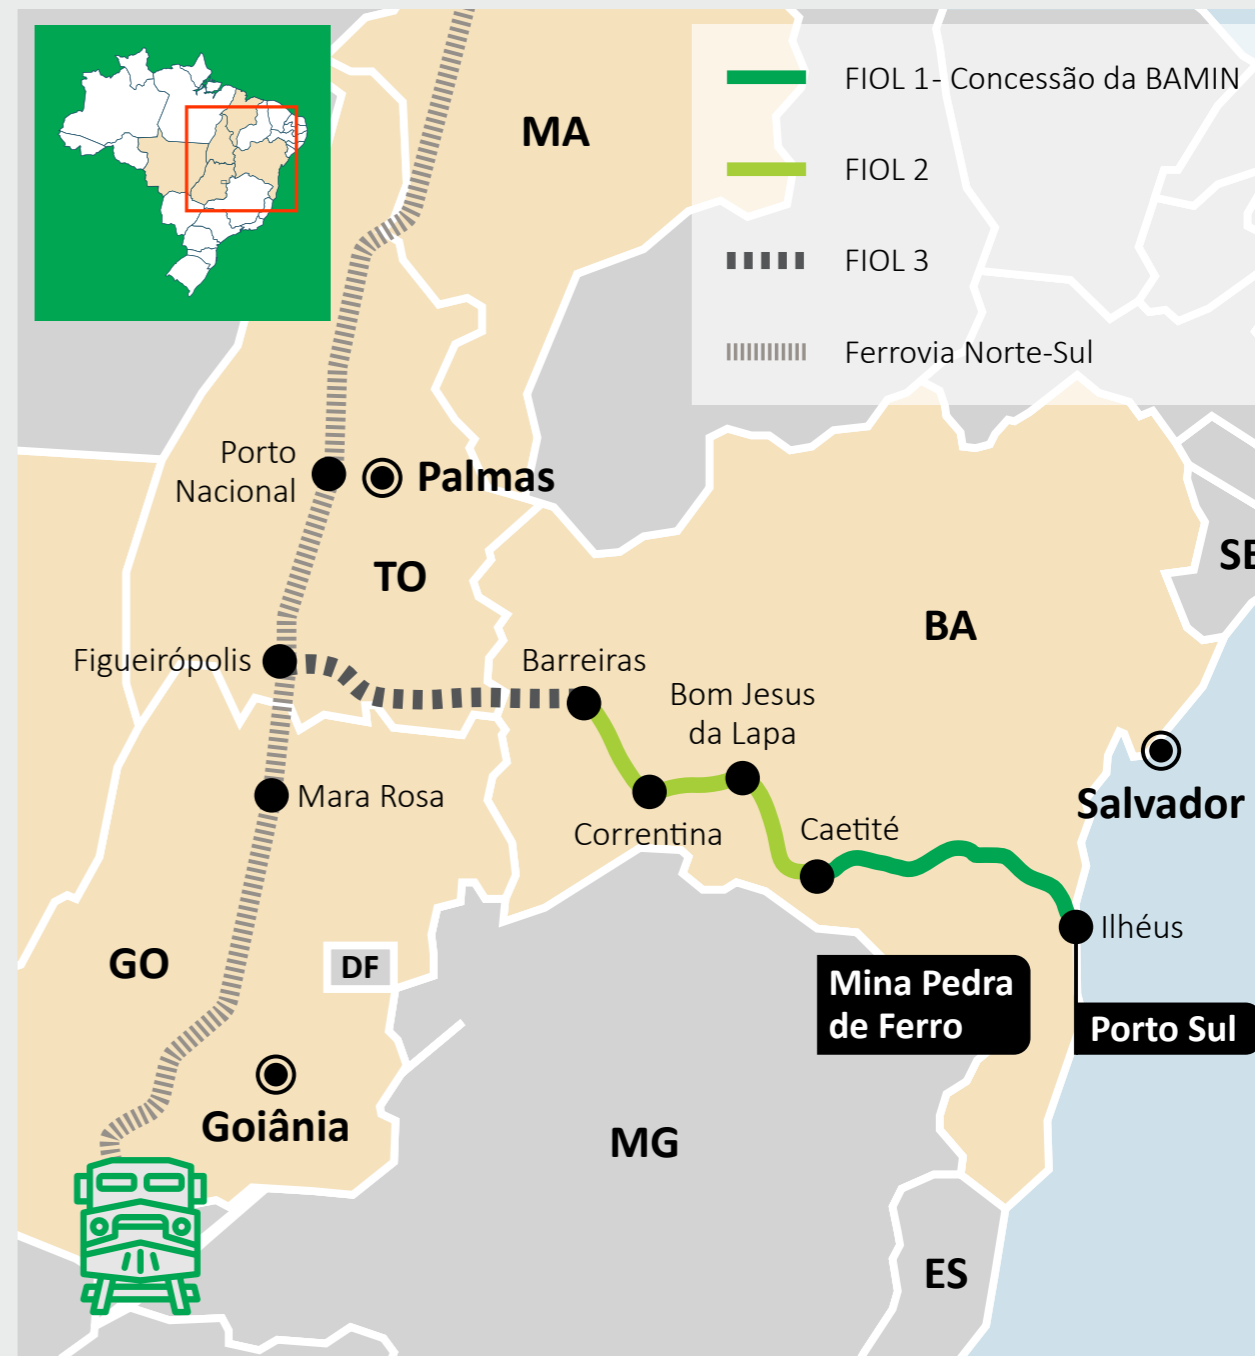 FIOL 1- Concessão da BAMIN
FIOL 2
FIOL 3
Ferrovia Norte-Sul
MA
Porto
Nacional
Palmas
TO
SE
BA
Figueirópolis
Barreiras
Bom Jesus
da Lapa
Salvador
Mara Rosa
Correntina
Caetité
Ilhéus
GO
DF
Mina Pedra
de Ferro
Porto Sul
Goiânia
MG
ES